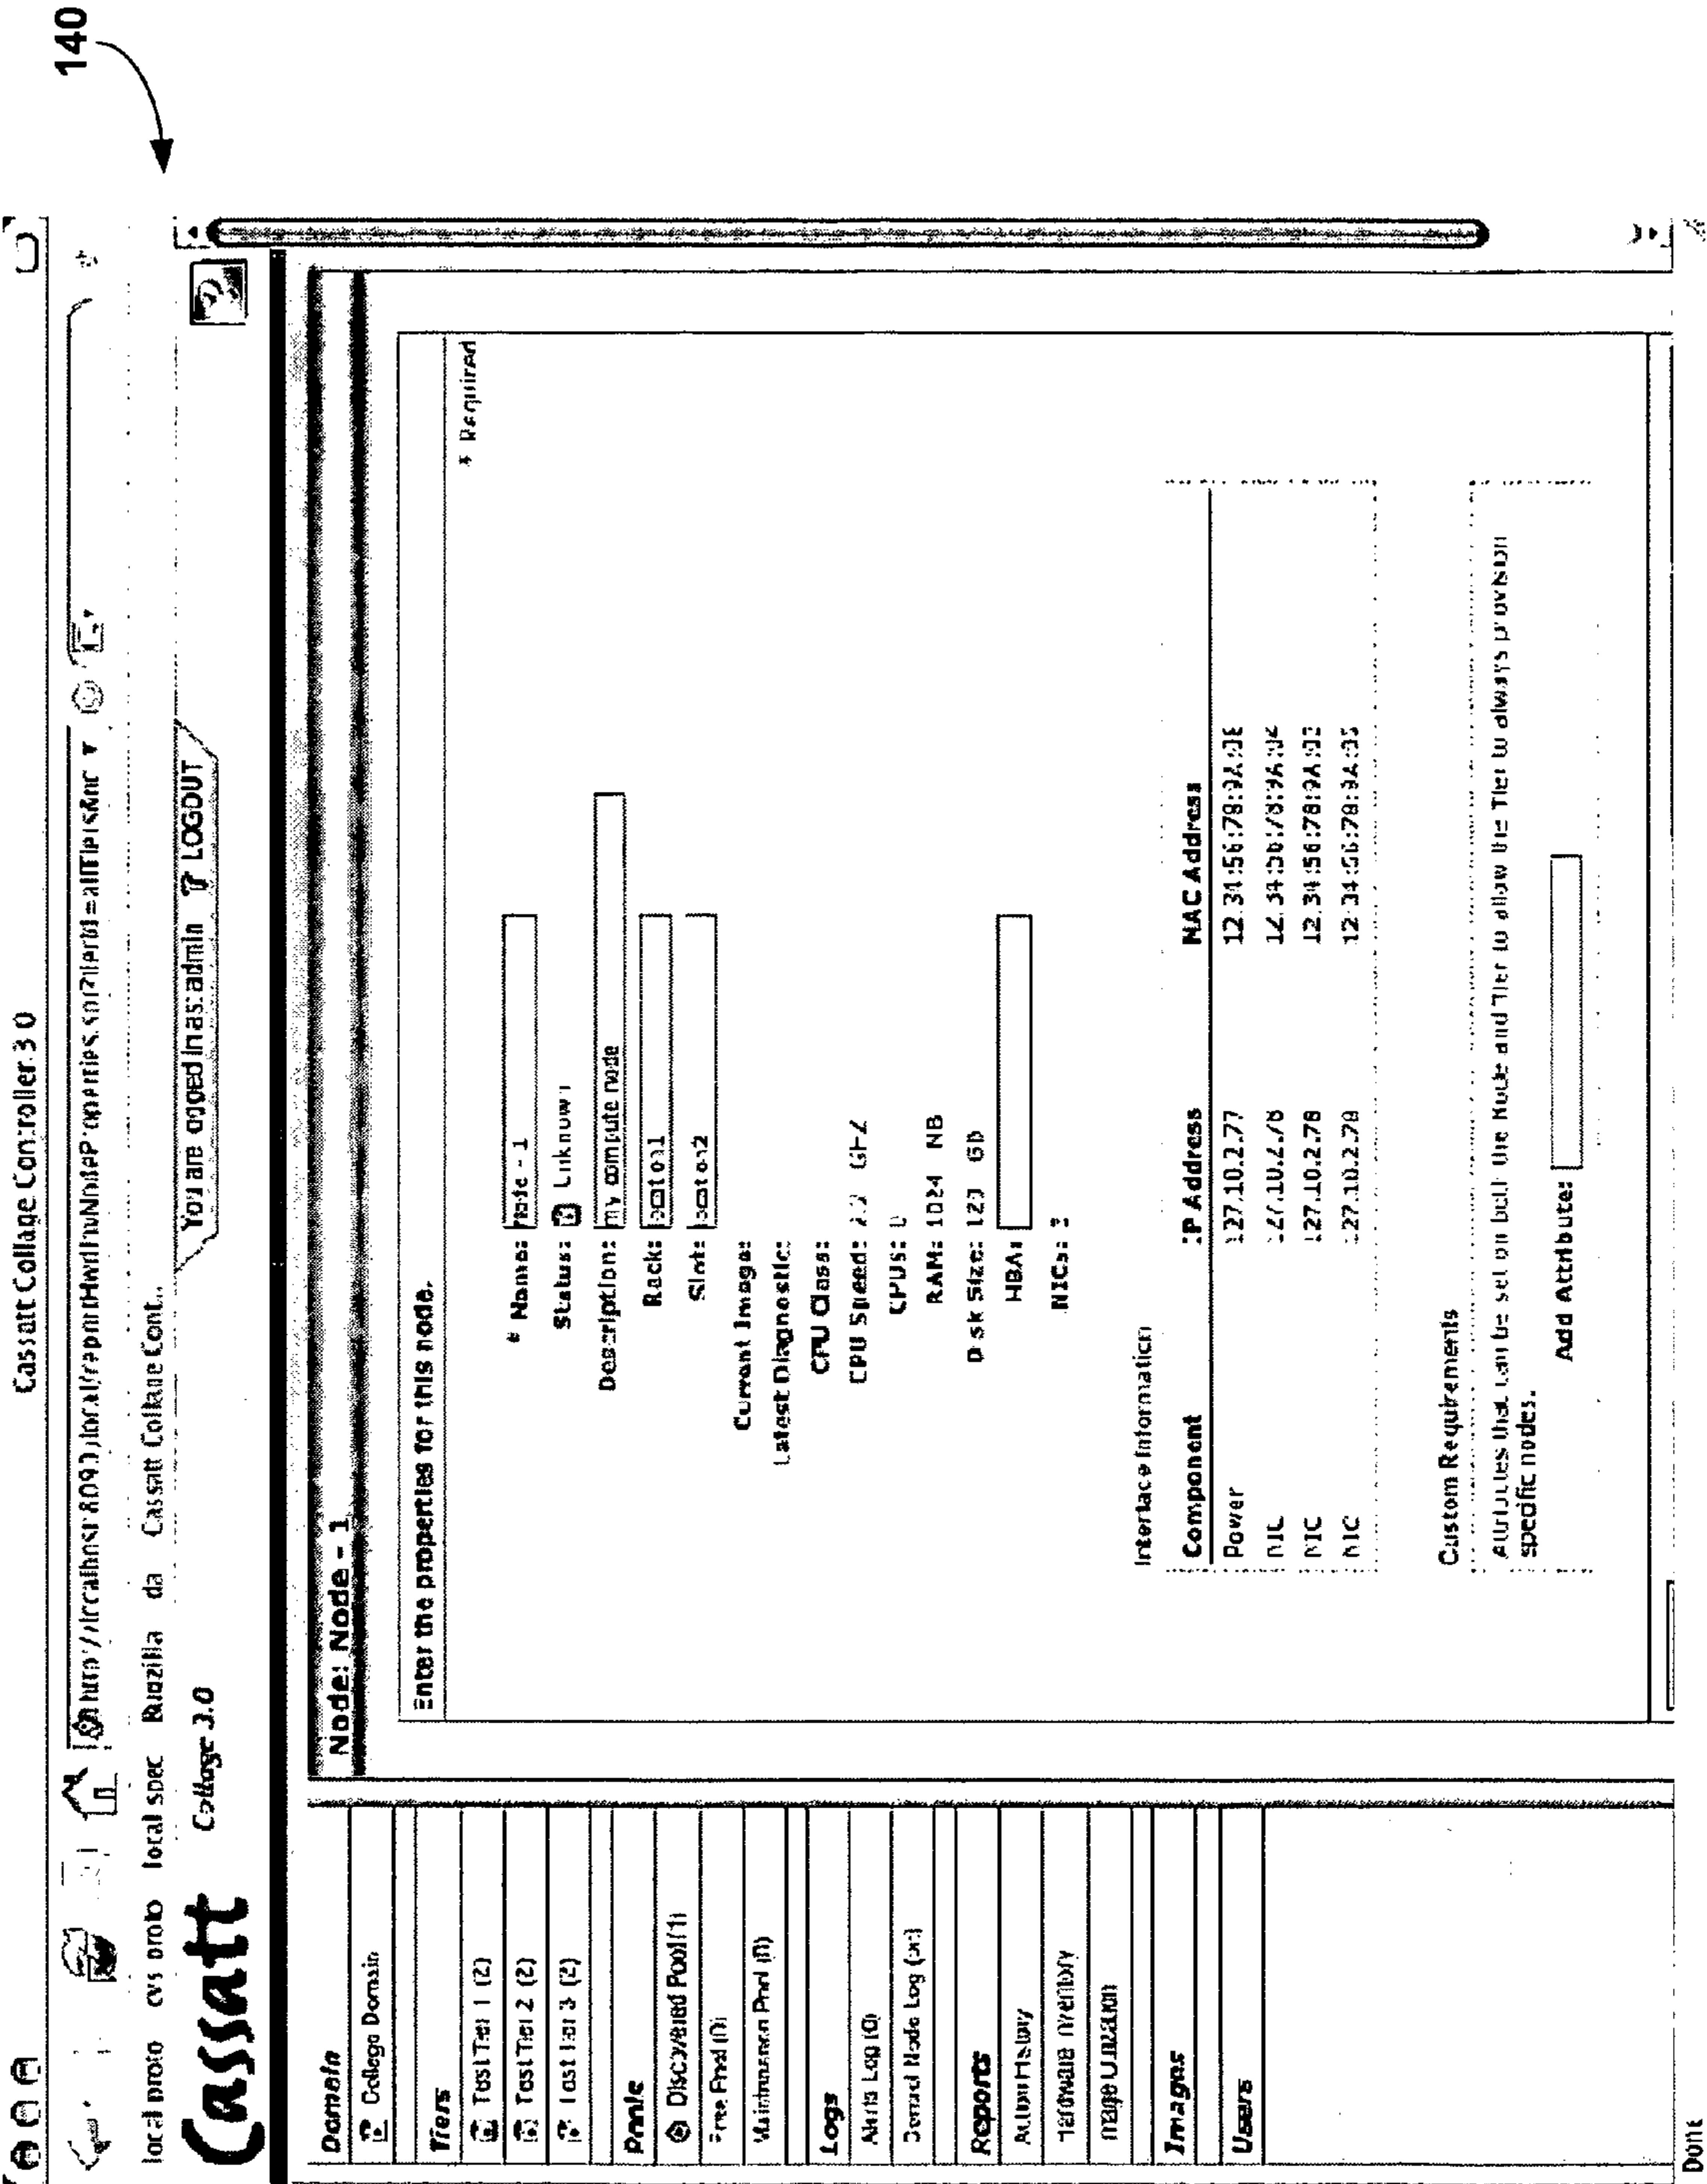 140
Cassatt Collage Controller 3 0
local proto cvs proto local spec Bugzilla da Cassatt Collage Cont...
Cassatt Collage 3.0
You are logged in as: admin LOGOUT
Domain
Collage Domain
Tiers
Test Tier 1 (2)
Test Tier 2 (2)
Test Tier 3 (2)
Pools
Discovered Pool (1)
Free Pool (0)
Maintenance Pool (0)
Logs
Alerts Log (0)
Node Log
Reports
Action History
Hardware Inventory
Image Utilization
Images
Users
Node: Node - 1
Enter the properties for this node.
* Required
* Name: Node - 1
Status: Unknown
Description: my compute node
Rack:
Slot:
Current Image:
Latest Diagnostic:
CPU Class:
CPU Speed: GHZ
CPUS: 0
RAM: 1024 MB
Disk Size: 120 GB
HBA:
NICs: 3
Interface Information
Component IP Address MAC Address
Power 127.10.2.77
NIC
NIC 127.10.2.78
NIC
Custom Requirements
Attributes that can be set on both the Node and Tier to allow the Tier to always provision
specific nodes.
Add Attribute:
Done